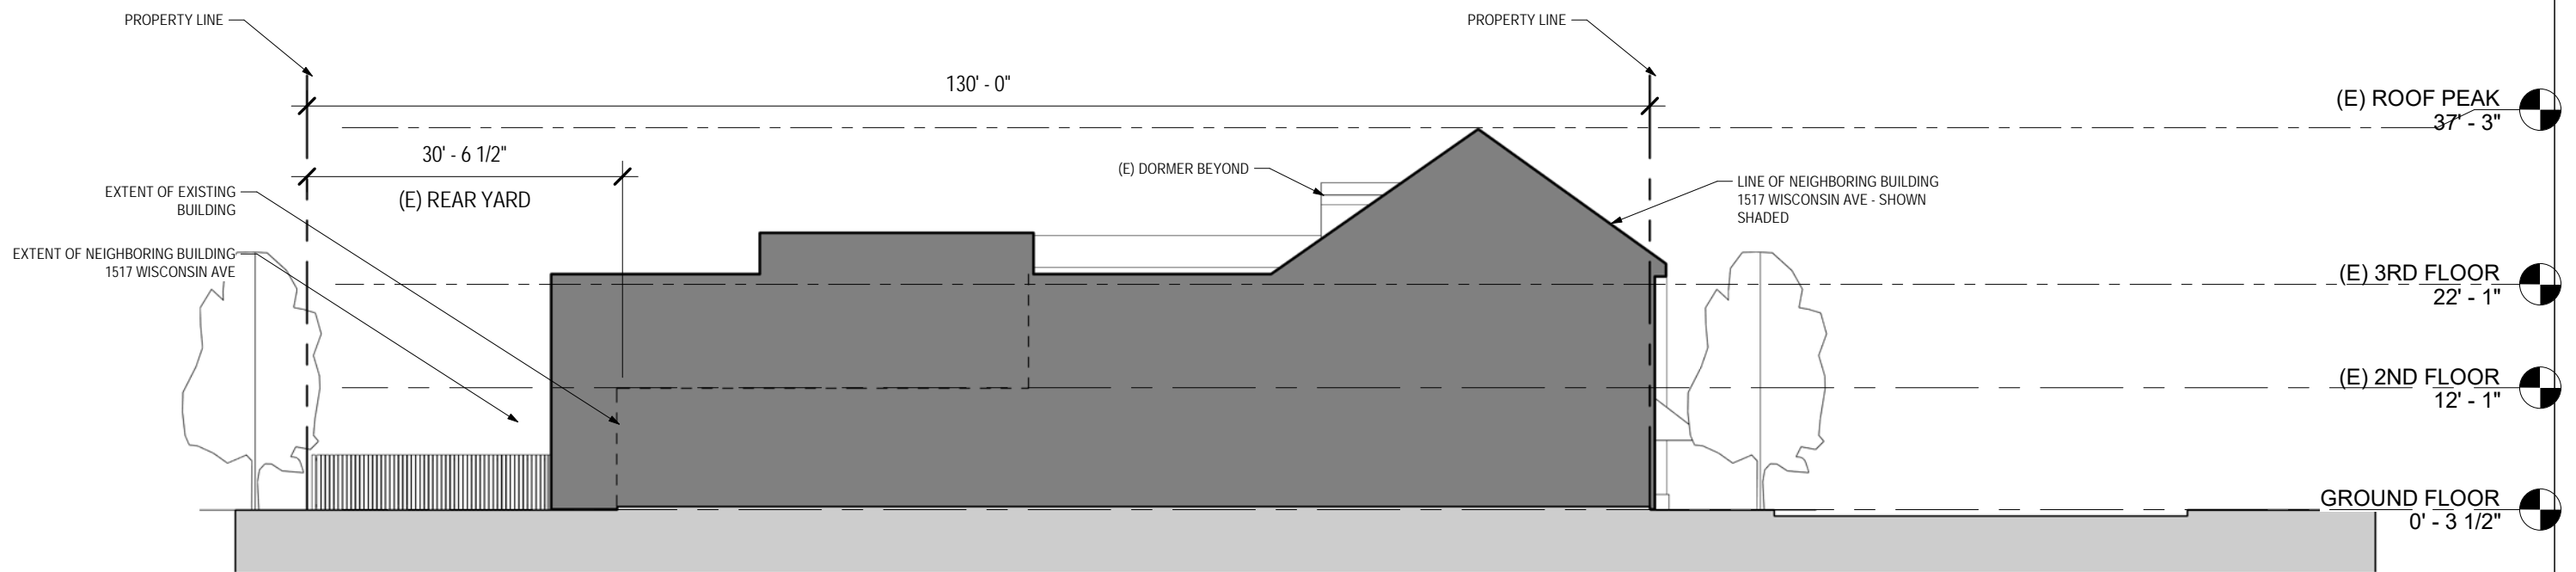 PROPERTY LINE
PROPERTY LINE
130' - 0"
(E) ROOF PEAK
37' - 3"
30' - 6 1/2"
(E) REAR YARD
(E) DORMER BEYOND
EXTENT OF EXISTING
BUILDING
LINE OF NEIGHBORING BUILDING
1517 WISCONSIN AVE - SHOWN
SHADED
EXTENT OF NEIGHBORING BUILDING
1517 WISCONSIN AVE
(E) 3RD FLOOR
22' - 1"
(E) 2ND FLOOR
12' - 1"
GROUND FLOOR
0' - 3 1/2"